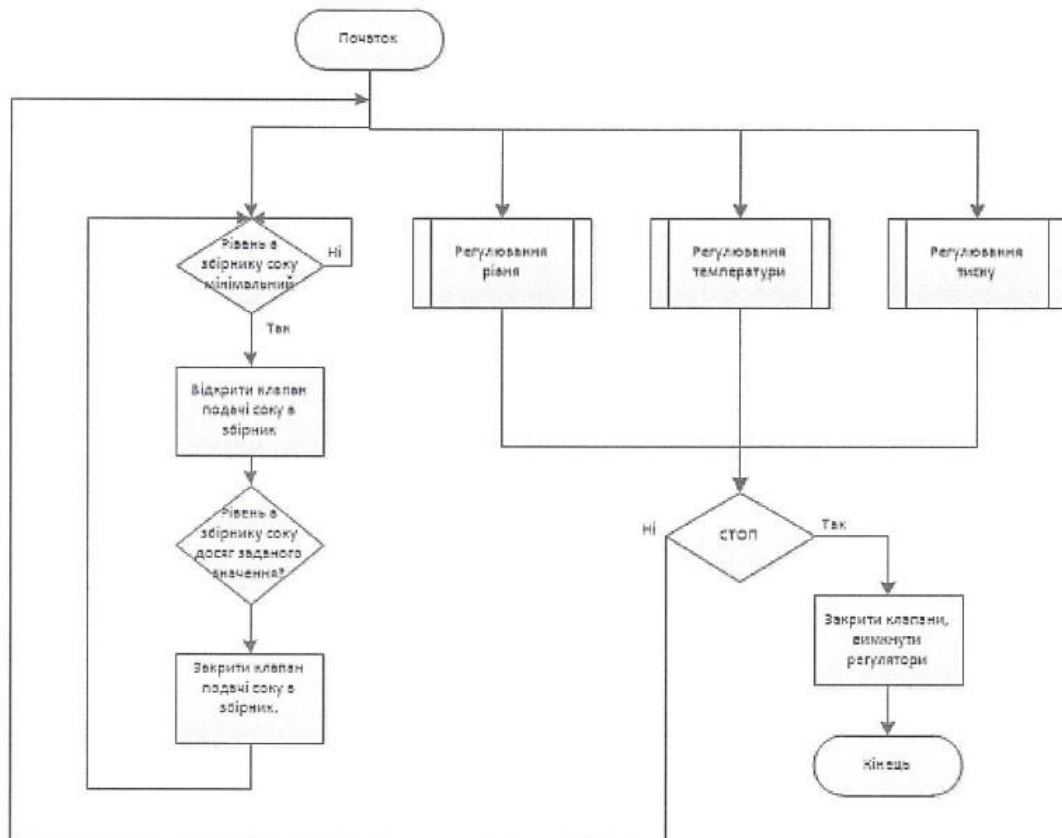 Початок
Рівень в
збірнику соку
мінімальний
Ні
Так
Відкрити клапан
подачі соку в
збірник
Рівень в
збірнику соку
досяг заданого
значення?
Закрити клапан
подачі соку в
збірник.
Регулювання
рівня
Регулювання
температури
Регулювання
тиску
Ні
СТОП
Так
Закрити клапани,
вимкнути
регулятори
Кінець